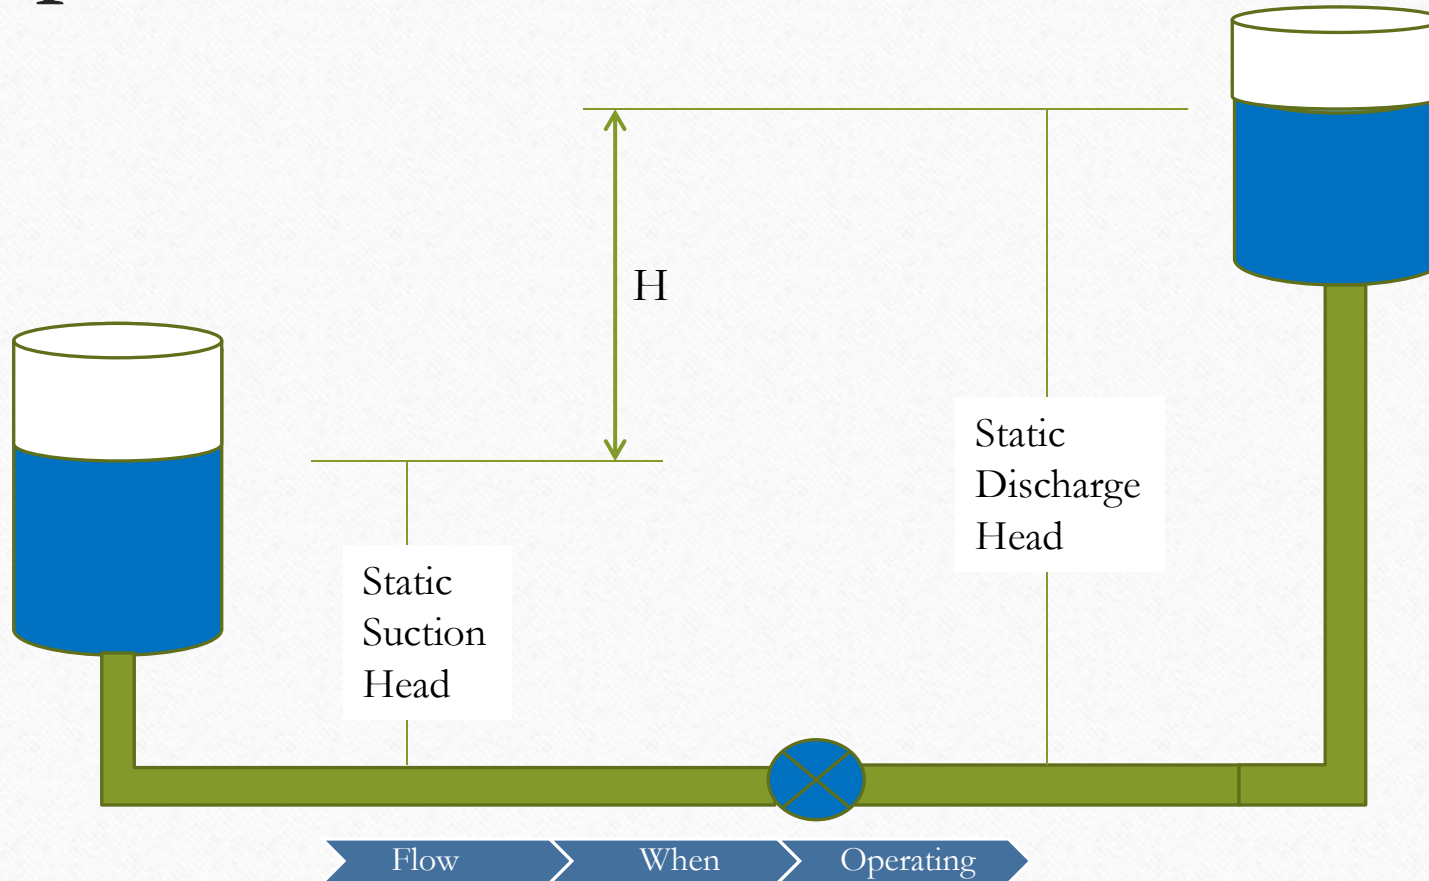 H
Static
Discharge
Head
Static
Suction
Head
Flow When Operating